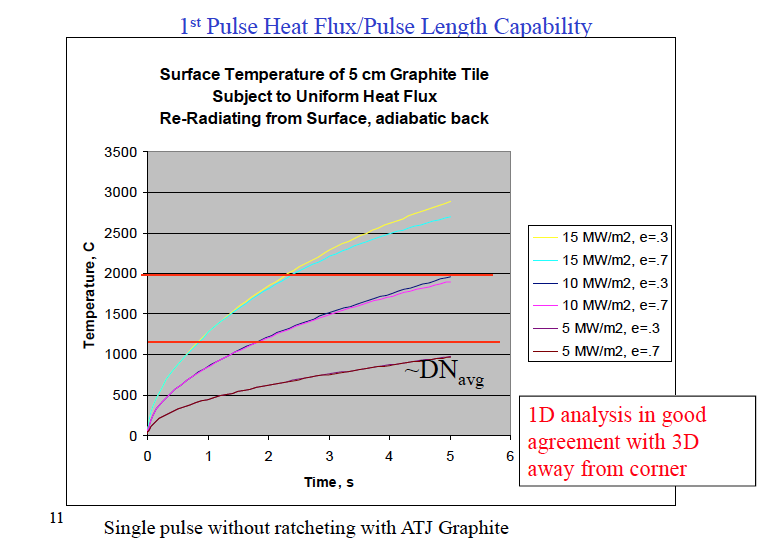 1st Pulse Heat Flux/Pulse Length Capability
Surface Temperature of 5 cm Graphite Tile
Subject to Uniform Heat Flux
Re-Radiating from Surface, adiabatic back
3500
3000
2500
2000
1500
1000
500
0
Temperature, C
0 1 2 3 4 5 6
Time, s
~DNavg
15 MW/m2, e=.3
15 MW/m2, e=.7
10 MW/m2, e=.3
10 MW/m2, e=.7
5 MW/m2, e=.3
5 MW/m2, e=.7
1D analysis in good
agreement with 3D
away from corner
11
Single pulse without ratcheting with ATJ Graphite